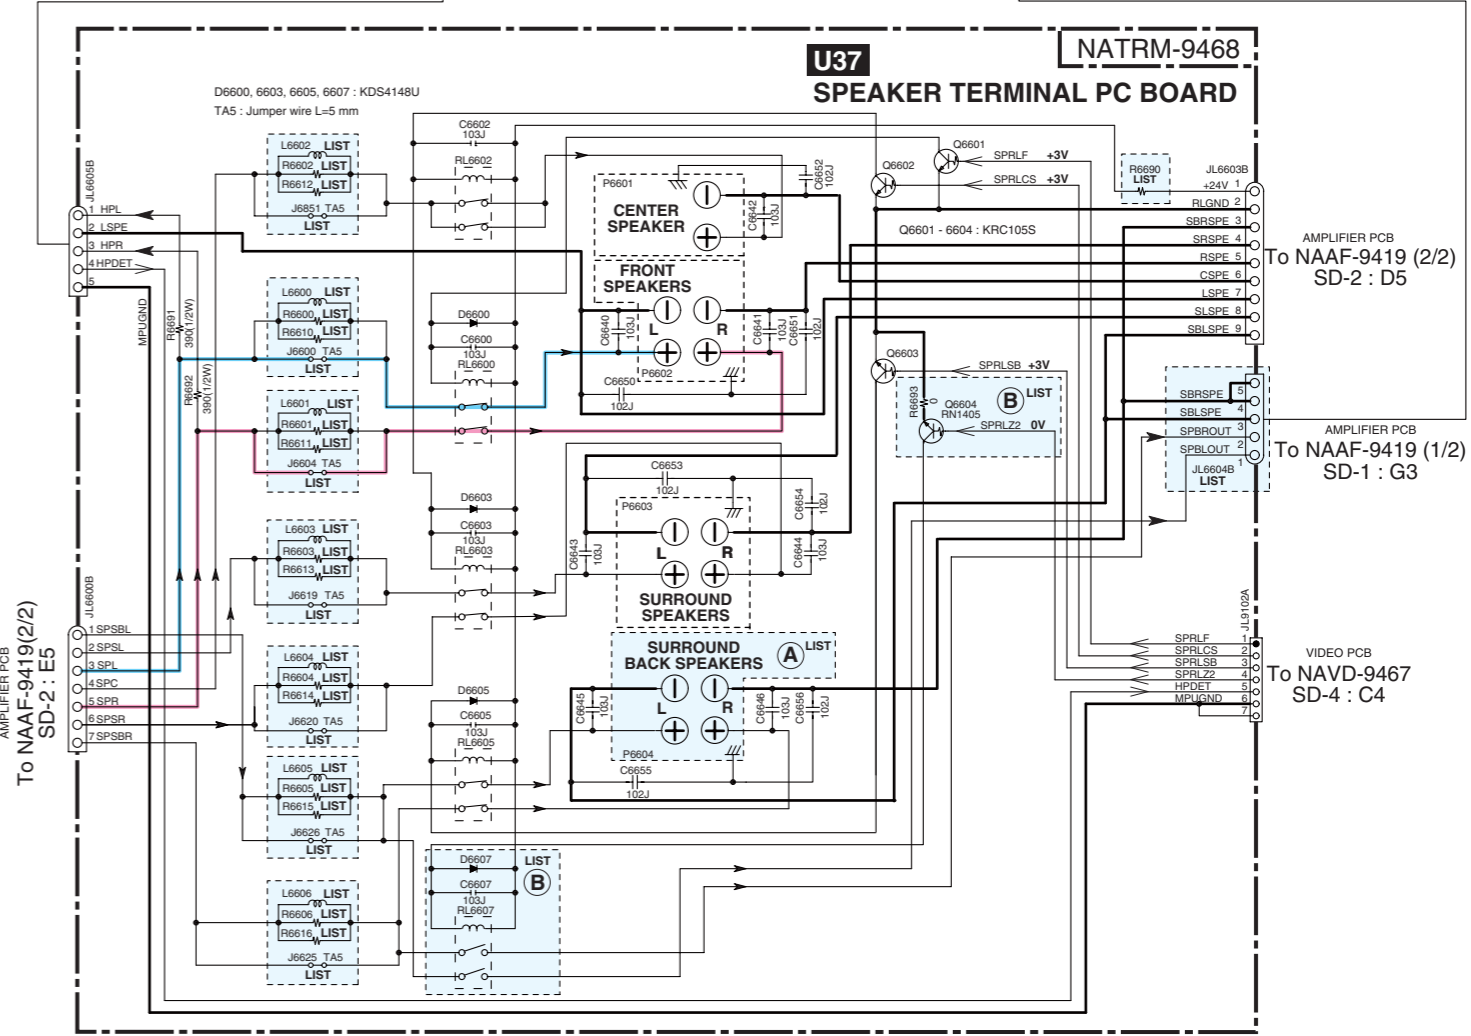 NATRM-9468
U37
SPEAKER TERMINAL PC BOARD
D6600, 6603, 6605, 6607 : KDS4148U
TA5 : Jumper wire L=5 mm
JL6605B
1 HPL
2 LSPE
3 HPR
4 HPDET
5
MPUGND
R6691
390(1/2W)
R6692
390(1/2W)
L6602 LIST
R6602 LIST
R6612 LIST
J6851 TA5
LIST
L6600 LIST
R6600 LIST
R6610 LIST
J6600 TA5
LIST
L6601 LIST
R6601 LIST
R6611 LIST
J6604 TA5
LIST
L6603 LIST
R6603 LIST
R6613 LIST
J6619 TA5
LIST
L6604 LIST
R6604 LIST
R6614 LIST
J6620 TA5
LIST
L6605 LIST
R6605 LIST
R6615 LIST
J6626 TA5
LIST
L6606 LIST
R6606 LIST
R6616 LIST
J6625 TA5
LIST
JL6600B
1 SPSBL
2 SPSL
3 SPL
4 SPC
5 SPR
6 SPSR
7 SPSBR
AMPLIFIER PCB
To NAAF-9419(2/2)
SD-2 : E5
C6602
103J
RL6602
D6600
C6600
103J
RL6600
D6603
C6603
103J
RL6603
D6605
C6605
103J
RL6605
D6607
C6607
103J
RL6607
LIST
B
P6601
CENTER
SPEAKER
C6642
103J
C6652
102J
FRONT
SPEAKERS
L
R
P6602
C6640
103J
C6641
103J
C6651
102J
C6650
102J
C6653
102J
P6603
L
R
SURROUND
SPEAKERS
C6643
103J
C6654
102J
C6644
103J
SURROUND
BACK SPEAKERS
A
LIST
L
R
P6604
C6645
103J
C6646
103J
C6656
102J
C6655
102J
Q6601
Q6602
SPRLF +3V
SPRLCS +3V
Q6601 - 6604 : KRC105S
R6690
LIST
Q6603
SPRLSB +3V
R6693
0
Q6604
RN1405
B
LIST
SPRLZ2 0V
JL6603B
+24V 1
RLGND 2
SBRSPE 3
SRSPE 4
RSPE 5
CSPE 6
LSPE 7
SLSPE 8
SBLSPE 9
AMPLIFIER PCB
To NAAF-9419 (2/2)
SD-2 : D5
SBRSPE 5
SBLSPE 4
SPBROUT 3
SPBLOUT 2
1
JL6604B
LIST
AMPLIFIER PCB
To NAAF-9419 (1/2)
SD-1 : G3
JL9102A
SPRLF 1
SPRLCS 2
SPRLSB 3
SPRLZ2 4
HPDET 5
MPUGND 6
7
VIDEO PCB
To NAVD-9467
SD-4 : C4